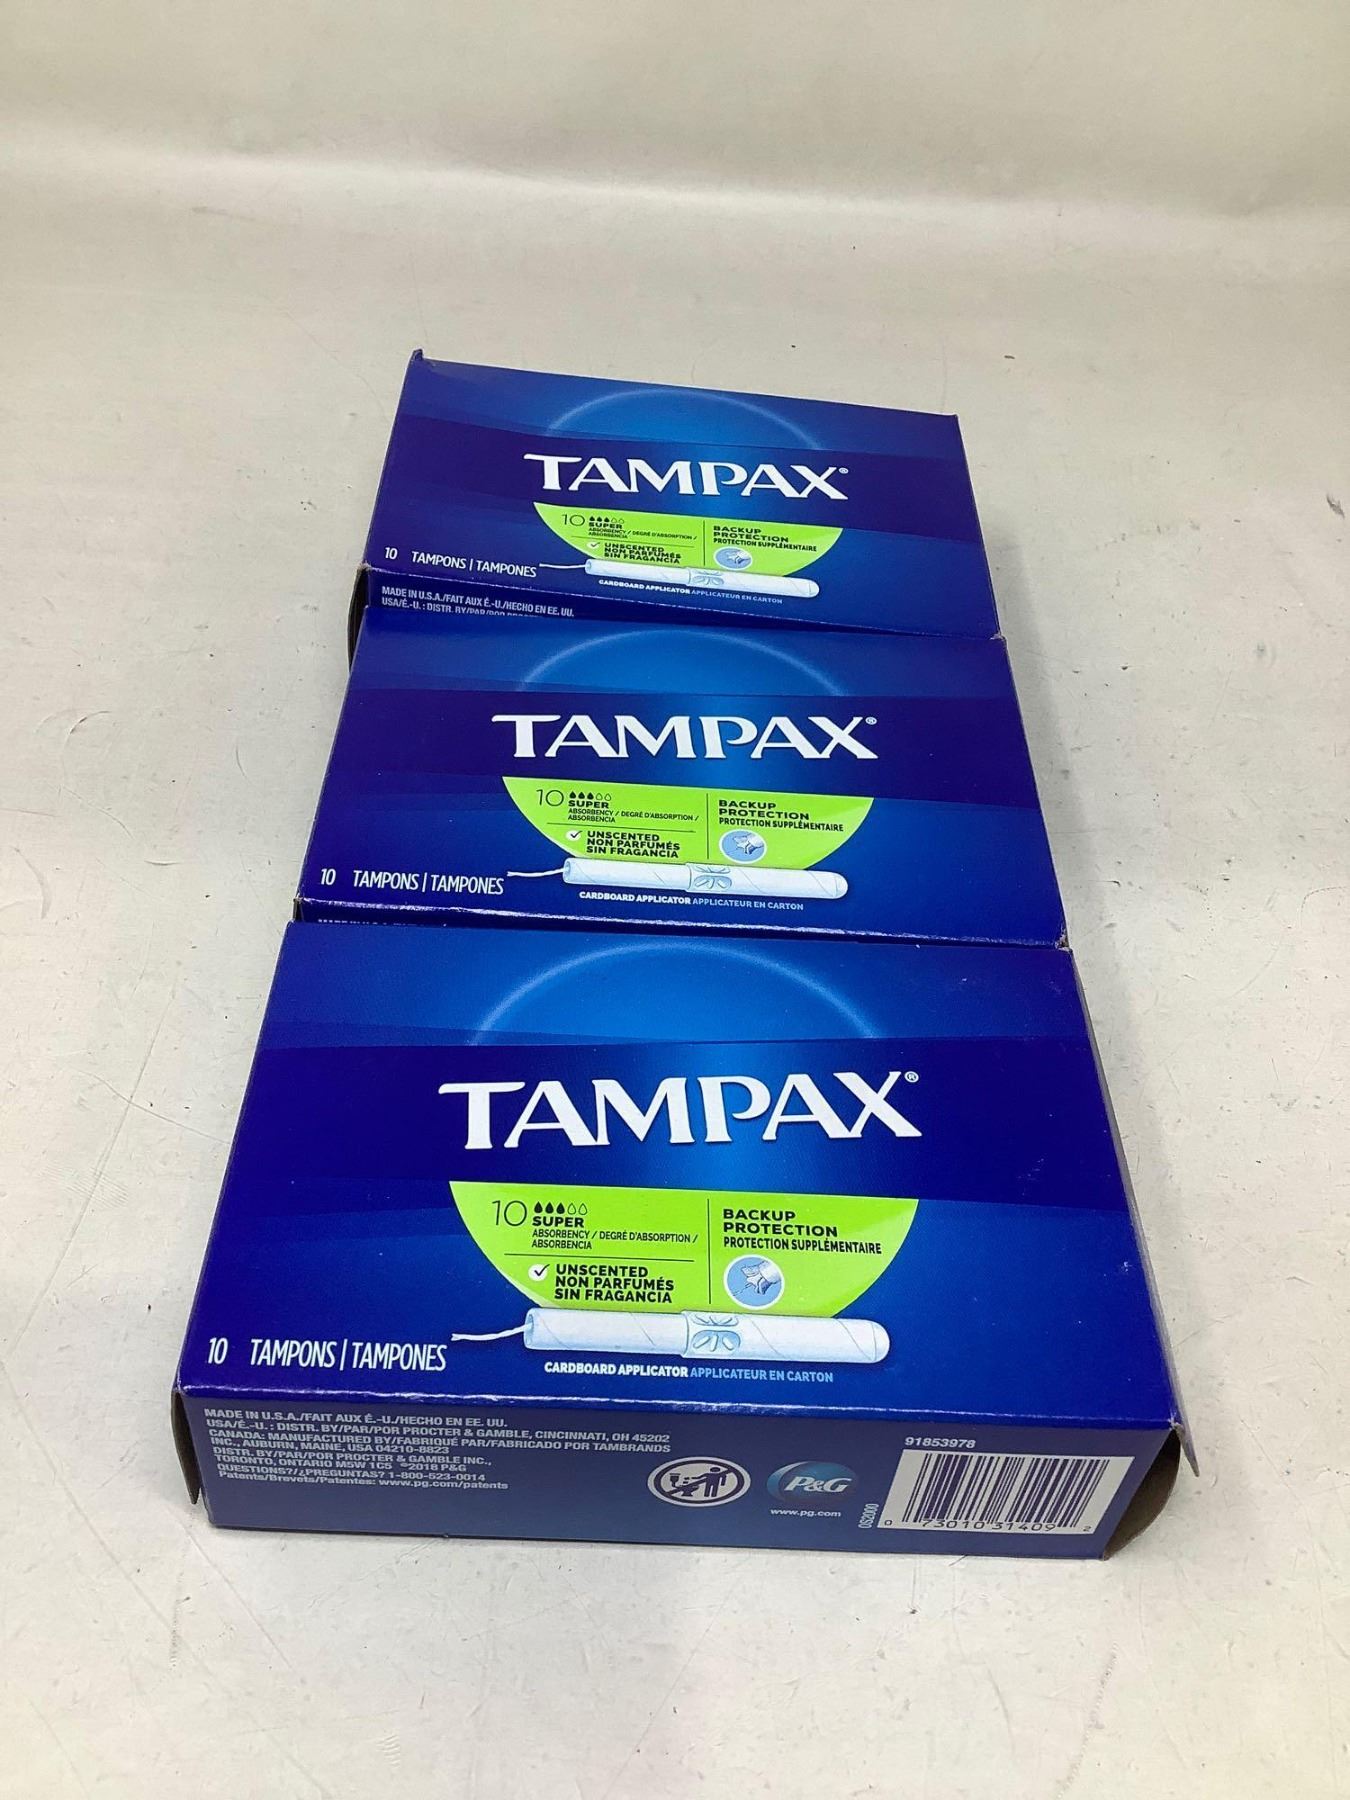 TAMPAX®
10 SUPER
ABSORBENCY / DEGRÉ D'ABSORPTION /
ABSORBENCIA
UNSCENTED
NON PARFUMÉS
SIN FRAGANCIA
BACKUP
PROTECTION
PROTECTION SUPPLÉMENTAIRE
10 TAMPONS | TAMPONES
CARDBOARD APPLICATOR APPLICATEUR EN CARTON
MADE IN U.S.A./FAIT AUX É.-U./HECHO EN EE. UU.
USA/É.-U.: DISTR. BY/PAR/POR
TAMPAX®
10 SUPER
ABSORBENCY / DEGRÉ D'ABSORPTION /
ABSORBENCIA
UNSCENTED
NON PARFUMÉS
SIN FRAGANCIA
BACKUP
PROTECTION
PROTECTION SUPPLÉMENTAIRE
10 TAMPONS | TAMPONES
CARDBOARD APPLICATOR APPLICATEUR EN CARTON
TAMPAX®
10 SUPER
ABSORBENCY / DEGRÉ D'ABSORPTION /
ABSORBENCIA
UNSCENTED
NON PARFUMÉS
SIN FRAGANCIA
BACKUP
PROTECTION
PROTECTION SUPPLÉMENTAIRE
10 TAMPONS | TAMPONES
CARDBOARD APPLICATOR APPLICATEUR EN CARTON
MADE IN U.S.A./FAIT AUX É.-U./HECHO EN EE. UU.
USA/É.-U.: DISTR. BY/PAR/POR PROCTER & GAMBLE, CINCINNATI, OH 45202
CANADA: MANUFACTURED BY/FABRIQUÉ PAR/FABRICADO POR TAMBRANDS
INC., AUBURN, MAINE, USA 04210-8823
DISTR. BY/PAR/POR PROCTER & GAMBLE INC.,
TORONTO, ONTARIO M5W 1C5 ©2018 P&G
QUESTIONS?/¿PREGUNTAS? 1-800-523-0014
Patents/Brevets/Patentes: www.pg.com/patents
P&G
www.pg.com
91853978
0 73010 31409 2